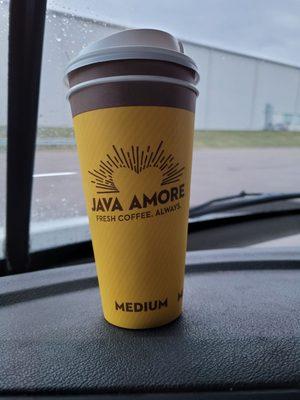 JAVA AMORE
FRESH COFFEE. ALWAYS.
MEDIUM